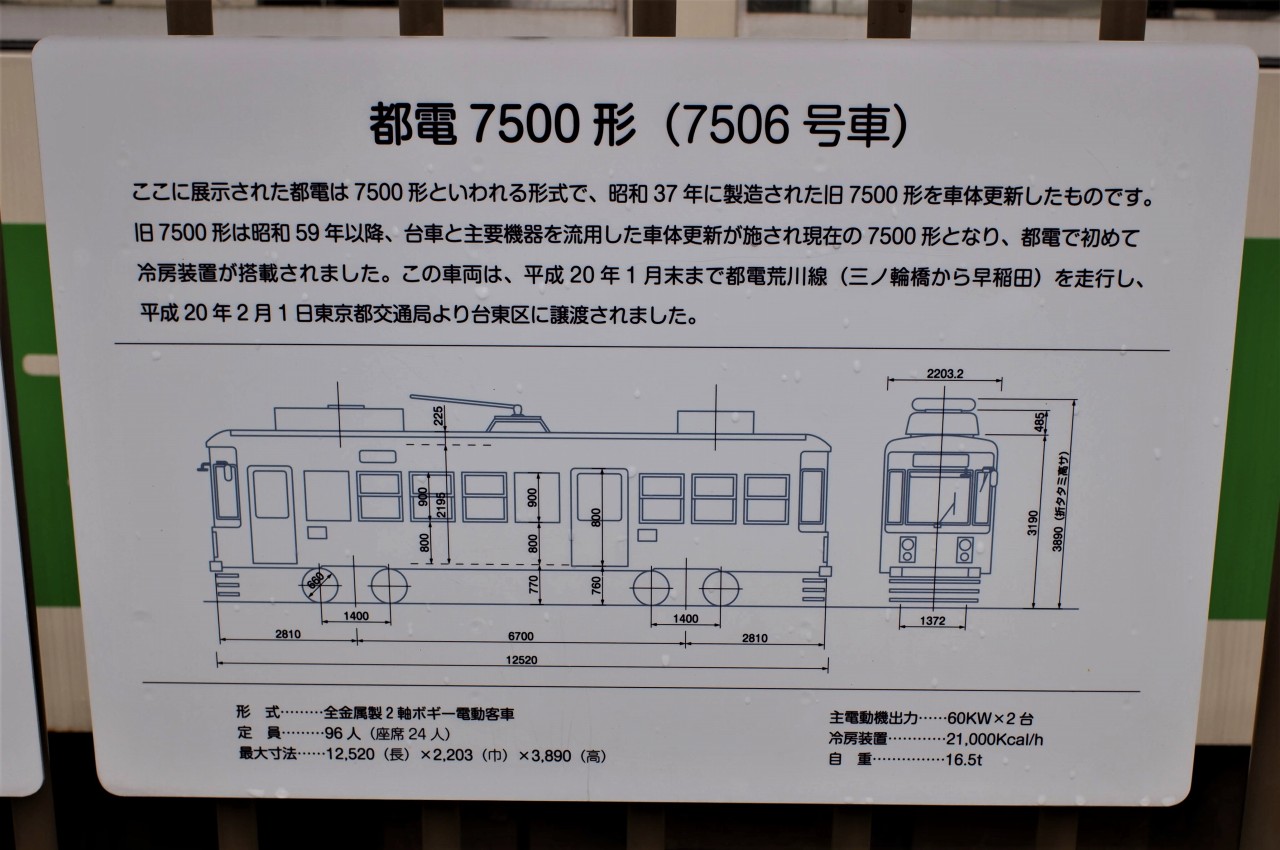 都電 7500 形（7506 号車）
ここに展示された都電は 7500 形といわれる形式で、昭和 37 年に製造された旧 7500 形を車体更新したものです。
旧 7500 形は昭和 59 年以降、台車と主要機器を流用した車体更新が施され現在の 7500 形となり、都電で初めて
冷房装置が搭載されました。この車両は、平成 20 年 1 月末まで都電荒川線（三ノ輪橋から早稲田）を走行し、
平成 20 年 2 月 1 日東京都交通局より台東区に譲渡されました。
2203.2
225
485
900
2195
900
800
800
800
3190
3890（折タタミ高サ）
660
770
760
1400
1400
1372
2810
6700
2810
12520
形　式………全金属製 2 軸ボギー電動客車
定　員………96 人（座席 24 人）
最大寸法……12,520（長）×2,203（巾）×3,890（高）
主電動機出力……60KW×2 台
冷房装置…………21,000Kcal/h
自　重……………16.5t